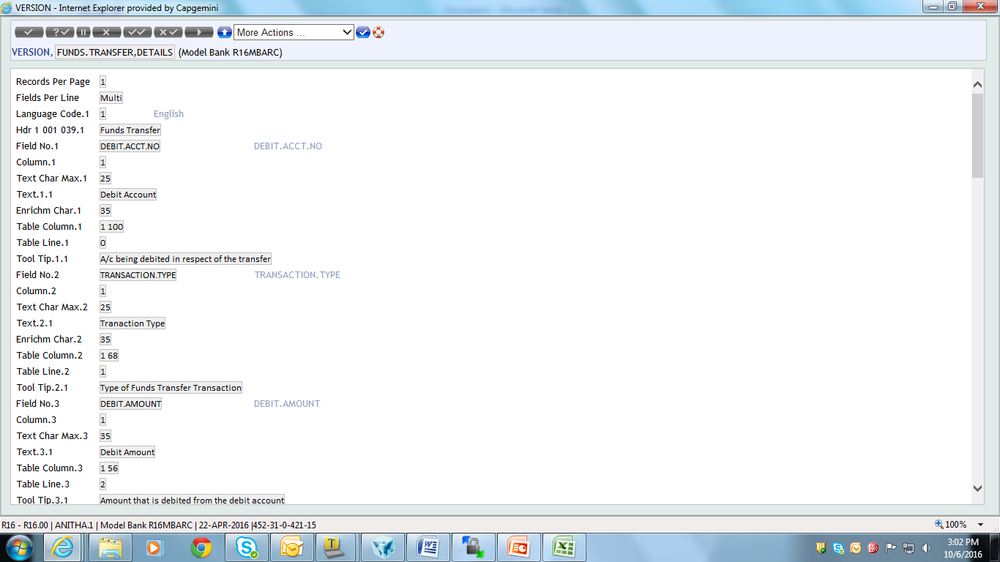 VERSION - Internet Explorer provided by Capgemini
More Actions ...
VERSION, FUNDS.TRANSFER,DETAILS (Model Bank R16MBARC)
Records Per Page 1
Fields Per Line Multi
Language Code.1 1 English
Hdr 1 001 039.1 Funds Transfer
Field No.1 DEBIT.ACCT.NO DEBIT.ACCT.NO
Column.1 1
Text Char Max.1 25
Text.1.1 Debit Account
Enrichm Char.1 35
Table Column.1 1 100
Table Line.1 0
Tool Tip.1.1 A/c being debited in respect of the transfer
Field No.2 TRANSACTION.TYPE TRANSACTION.TYPE
Column.2 1
Text Char Max.2 25
Text.2.1 Tranaction Type
Enrichm Char.2 35
Table Column.2 1 68
Table Line.2 1
Tool Tip.2.1 Type of Funds Transfer Transaction
Field No.3 DEBIT.AMOUNT DEBIT.AMOUNT
Column.3 1
Text Char Max.3 35
Text.3.1 Debit Amount
Table Column.3 1 56
Table Line.3 2
Tool Tip.3.1 Amount that is debited from the debit account
R16 - R16.00 | ANITHA.1 | Model Bank R16MBARC | 22-APR-2016 |452-31-0-421-15
100%
3:02 PM
10/6/2016